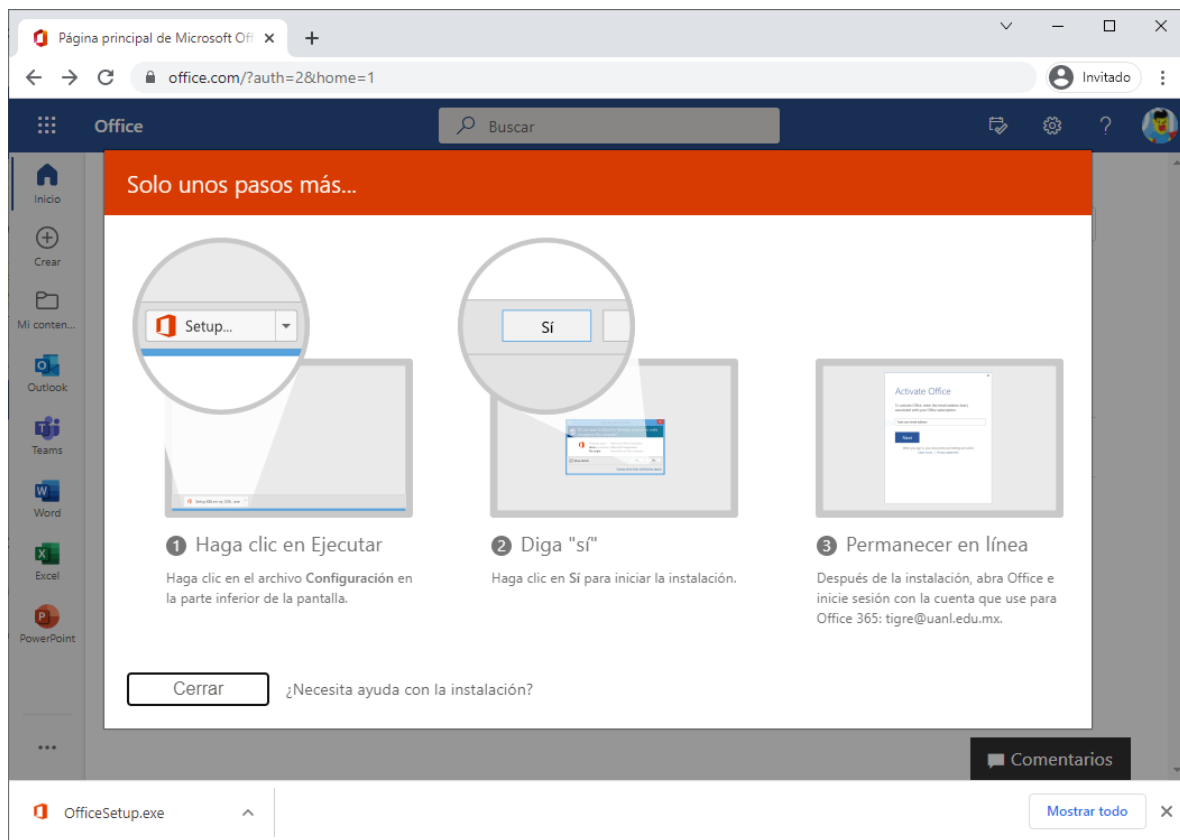 Página principal de Microsoft Off
office.com/?auth=2&home=1
Invitado
Office
Buscar
Solo unos pasos más...
Inicio
Crear
Mi conten...
Outlook
Teams
Word
Excel
PowerPoint
Setup...
Sí
Activate Office
Next
1 Haga clic en Ejecutar
Haga clic en el archivo Configuración en
la parte inferior de la pantalla.
2 Diga "sí"
Haga clic en Sí para iniciar la instalación.
3 Permanecer en línea
Después de la instalación, abra Office e
inicie sesión con la cuenta que use para
Office 365: tigre@uanl.edu.mx.
Cerrar
¿Necesita ayuda con la instalación?
Comentarios
OfficeSetup.exe
Mostrar todo